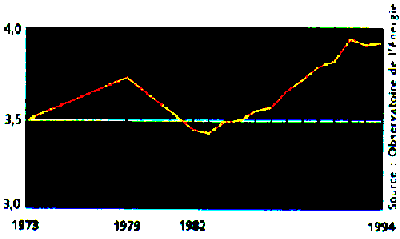 4,0
3,5
3,0
1973 1979 1982 1994
Source : Observatoire de l'Énergie